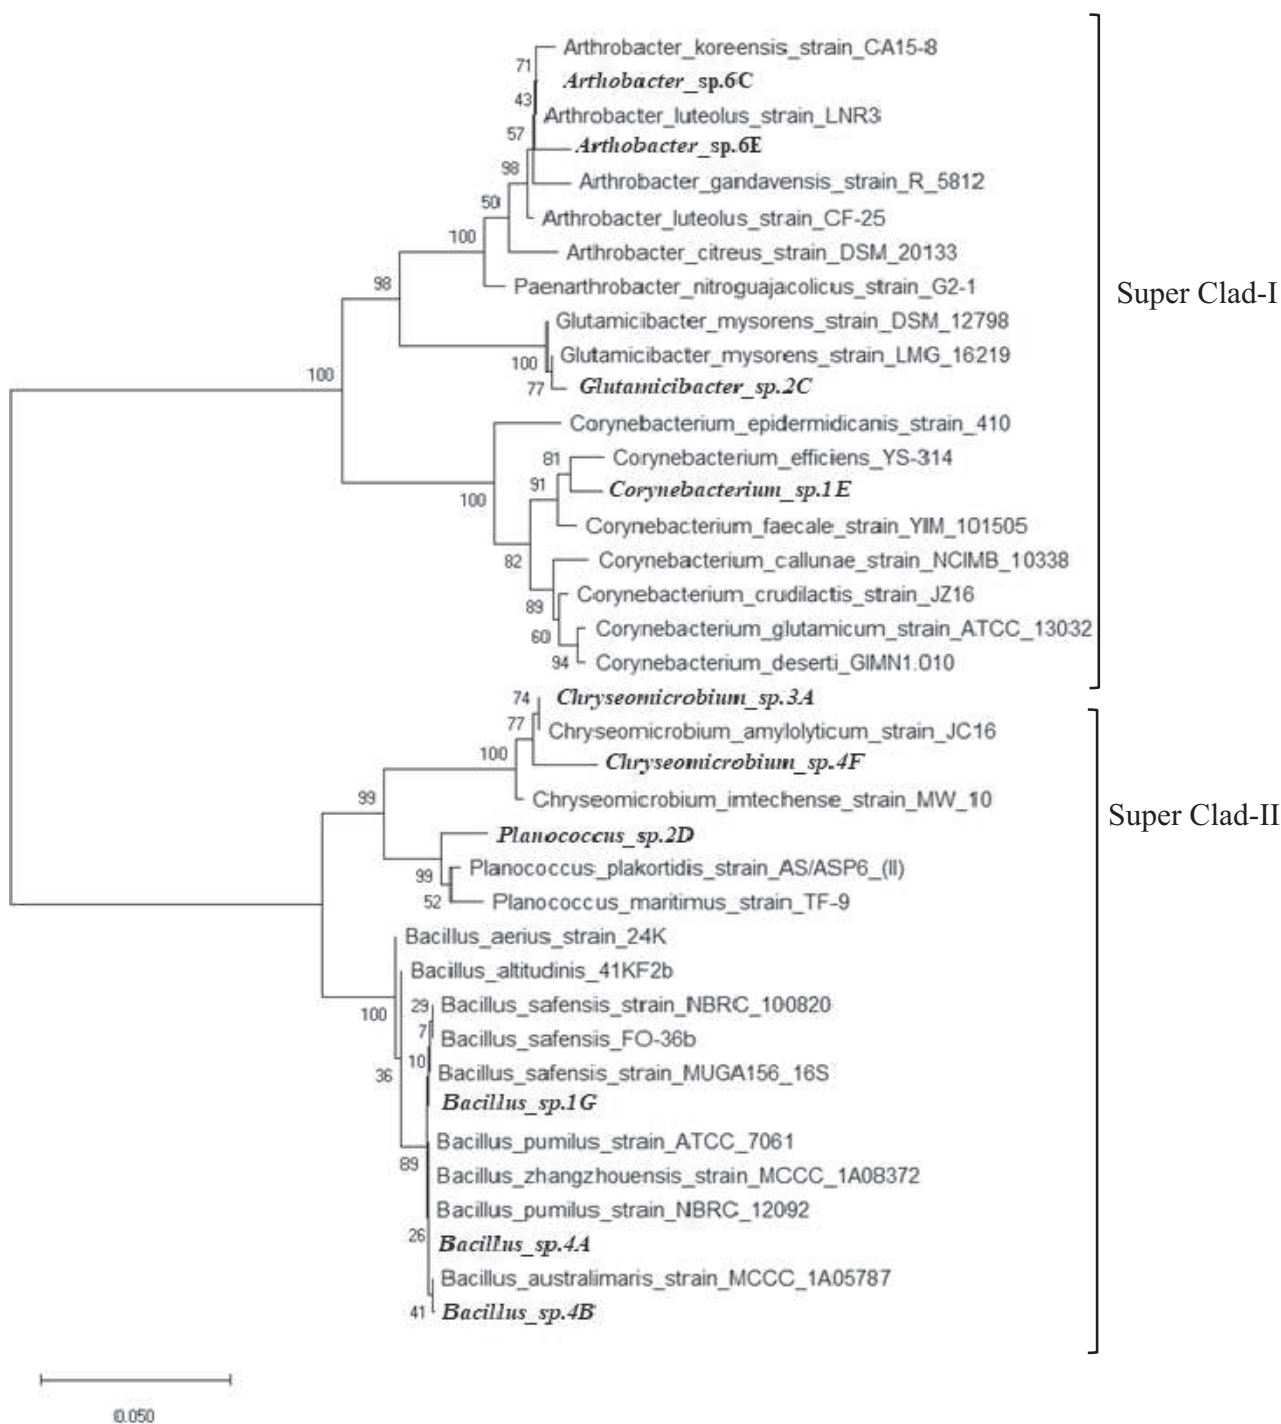 Arthrobacter_koreensis_strain_CA15-8
71
Arthobacter_sp.6C
43
Arthrobacter_luteolus_strain_LNR3
57
Arthobacter_sp.6E
98
Arthrobacter_gandavensis_strain_R_5812
50
Arthrobacter_luteolus_strain_CF-25
100
Arthrobacter_citreus_strain_DSM_20133
98
Paenarthrobacter_nitroguajacolicus_strain_G2-1
Super Clad-I
Glutamicibacter_mysorens_strain_DSM_12798
Glutamicibacter_mysorens_strain_LMG_16219
100
100
77
Glutamicibacter_sp.2C
Corynebacterium_epidermidicanis_strain_410
81
Corynebacterium_efficiens_YS-314
91
Corynebacterium_sp.1E
100
Corynebacterium_faecale_strain_YIM_101505
82
Corynebacterium_callunae_strain_NCIMB_10338
Corynebacterium_crudilactis_strain_JZ16
89
Corynebacterium_glutamicum_strain_ATCC_13032
60
94
Corynebacterium_deserti_GIMN1.010
74
Chryseomicrobium_sp.3A
77
Chryseomicrobium_amylolyticum_strain_JC16
100
Chryseomicrobium_sp.4F
99
Chryseomicrobium_imtechense_strain_MW_10
Super Clad-II
Planococcus_sp.2D
Planococcus_plakortidis_strain_AS/ASP6_(II)
99
52
Planococcus_maritimus_strain_TF-9
Bacillus_aerius_strain_24K
Bacillus_altitudinis_41KF2b
29
Bacillus_safensis_strain_NBRC_100820
100
7
Bacillus_safensis_FO-36b
10
36
Bacillus_safensis_strain_MUGA156_16S
Bacillus_sp.1G
Bacillus_pumilus_strain_ATCC_7061
89
Bacillus_zhangzhouensis_strain_MCCC_1A08372
Bacillus_pumilus_strain_NBRC_12092
26
Bacillus_sp.4A
Bacillus_australimaris_strain_MCCC_1A05787
41
Bacillus_sp.4B
0.050